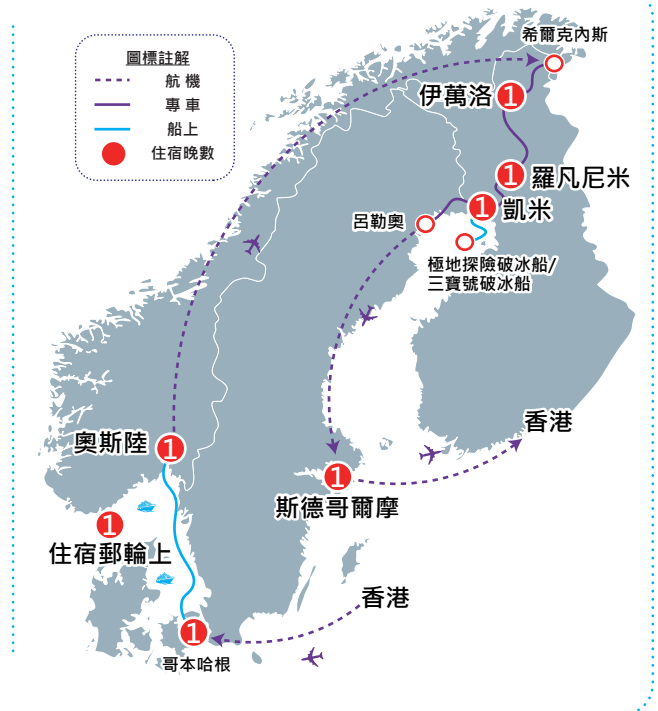 圖標註解
航 機
專 車
船上
住宿晚數
希爾克內斯
伊萬洛
1
1
羅凡尼米
1
凱米
呂勒奧
極地探險破冰船/
三寶號破冰船
奧斯陸
1
香港
1
斯德哥爾摩
1
住宿郵輪上
香港
1
哥本哈根